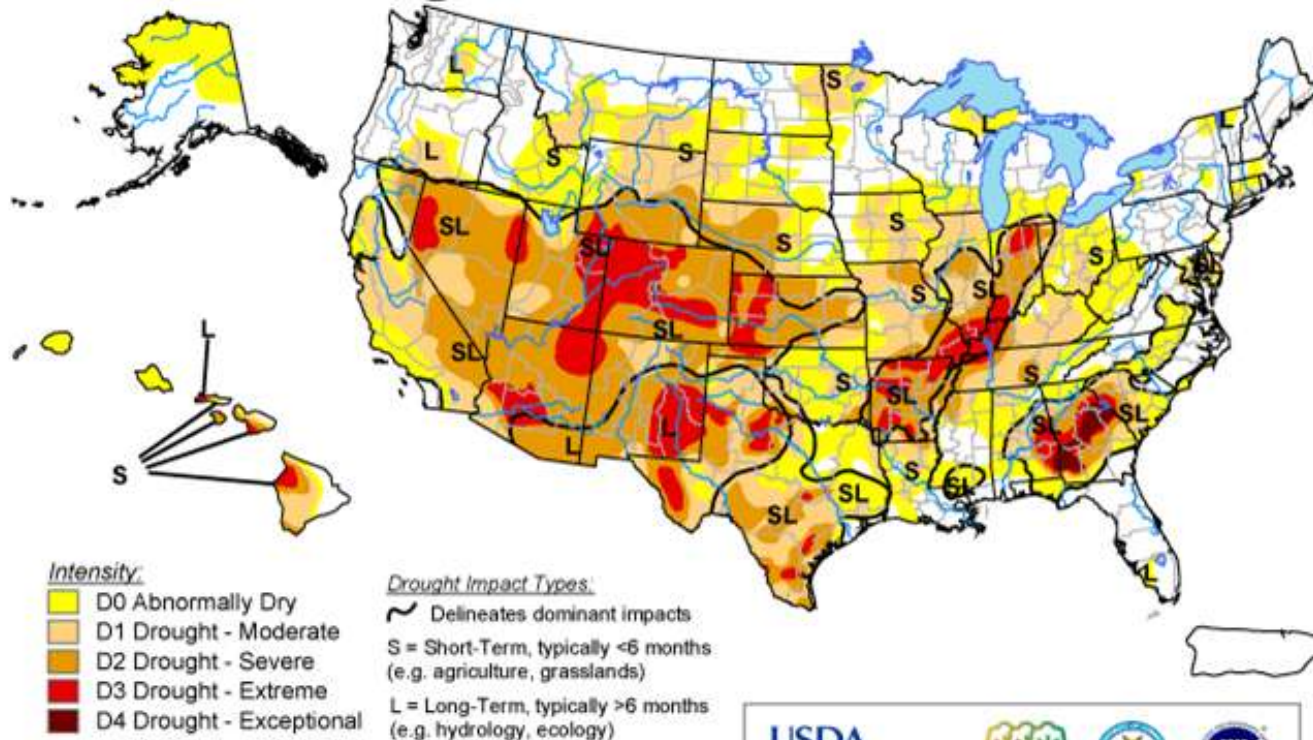 L
S
S
L
S
S
L
L
SL
S
S
S
SL
SL
S
SL
SL
SL
S
S
SL
SL
SL
L
L
S
SL
SL
SL
L
L
S
Intensity:
D0 Abnormally Dry
D1 Drought - Moderate
D2 Drought - Severe
D3 Drought - Extreme
D4 Drought - Exceptional
Drought Impact Types:
Delineates dominant impacts
S = Short-Term, typically <6 months
(e.g. agriculture, grasslands)
L = Long-Term, typically >6 months
(e.g. hydrology, ecology)
USDA